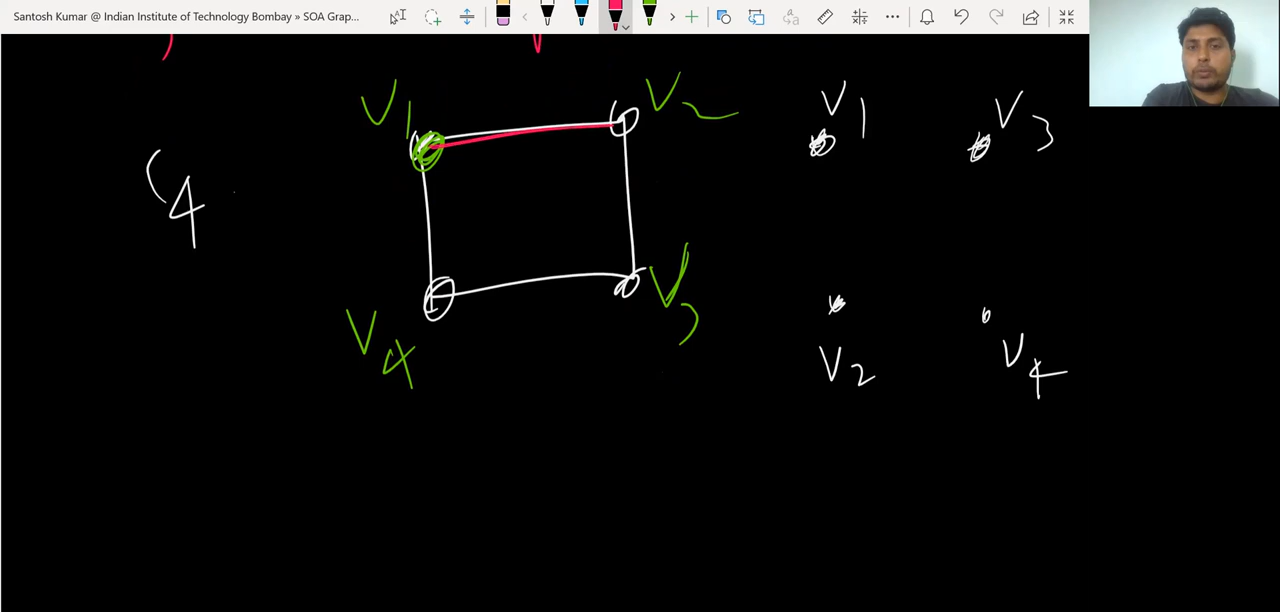 Santosh Kumar @ Indian Institute of Technology Bombay » SOA Grap...
V1 V2
C4
V4 V3
V1 V3
V2 V4